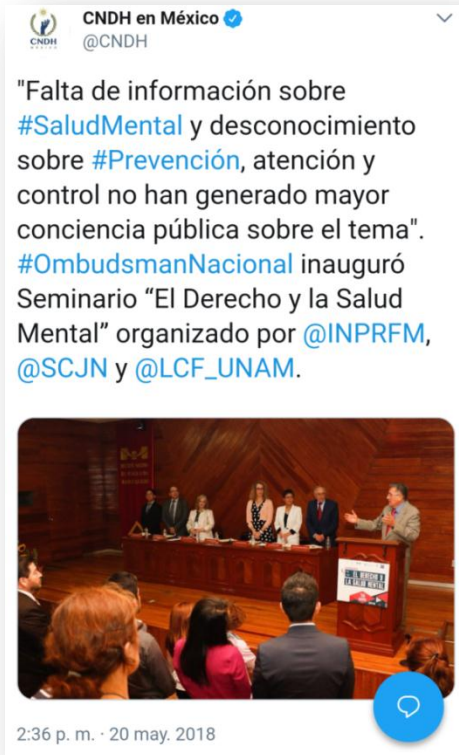 CNDH
MÉXICO
CNDH en México
@CNDH
"Falta de información sobre
#SaludMental y desconocimiento
sobre #Prevención, atención y
control no han generado mayor
conciencia pública sobre el tema".
#OmbudsmanNacional inauguró
Seminario “El Derecho y la Salud
Mental” organizado por @INPRFM,
@SCJN y @LCF_UNAM.
EL DERECHO Y
LA SALUD MENTAL
2:36 p. m. · 20 may. 2018